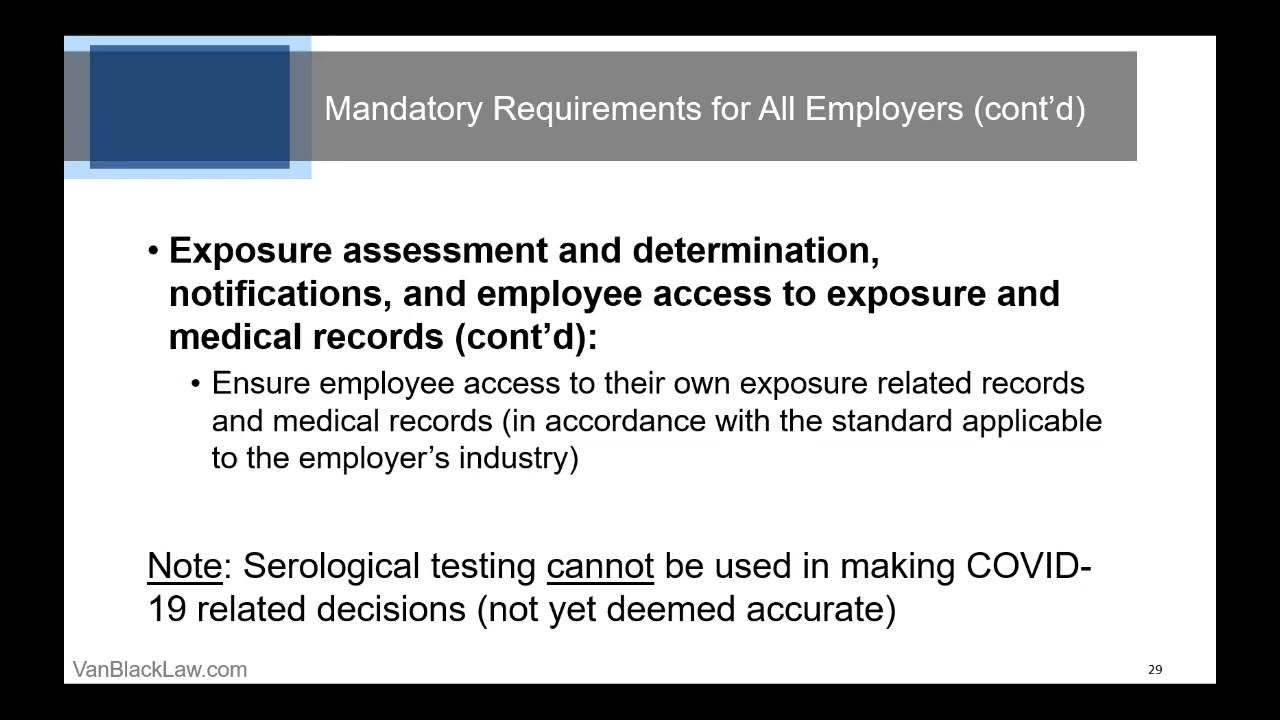 Mandatory Requirements for All Employers (cont’d)
• Exposure assessment and determination,
notifications, and employee access to exposure and
medical records (cont’d):
• Ensure employee access to their own exposure related records
and medical records (in accordance with the standard applicable
to the employer’s industry)
Note: Serological testing cannot be used in making COVID-
19 related decisions (not yet deemed accurate)
VanBlackLaw.com
29